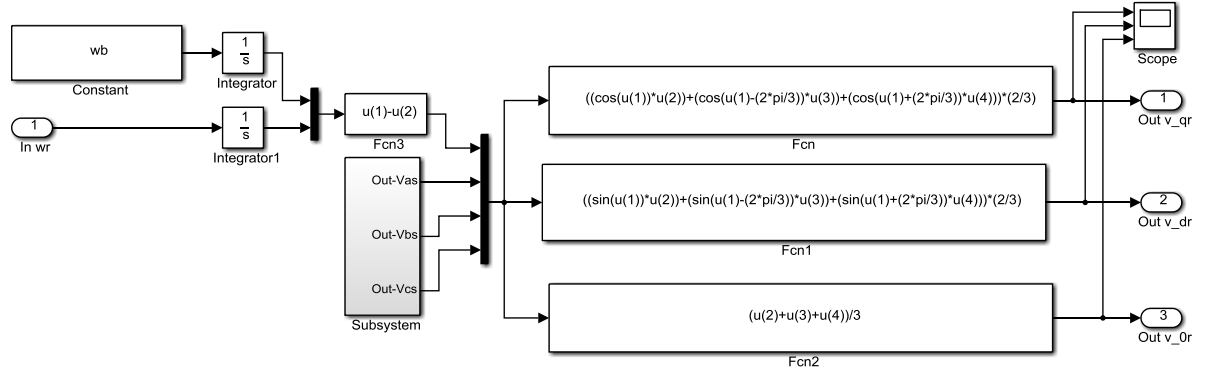 wb
Constant
1
s
Integrator
1
In wr
1
s
Integrator1
u(1)-u(2)
Fcn3
Out-Vas
Out-Vbs
Out-Vcs
Subsystem
((cos(u(1))*u(2))+(cos(u(1)-(2*pi/3))*u(3))+(cos(u(1)+(2*pi/3))*u(4)))*(2/3)
Fcn
((sin(u(1))*u(2))+(sin(u(1)-(2*pi/3))*u(3))+(sin(u(1)+(2*pi/3))*u(4)))*(2/3)
Fcn1
(u(2)+u(3)+u(4))/3
Fcn2
Scope
1
Out v_qr
2
Out v_dr
3
Out v_0r